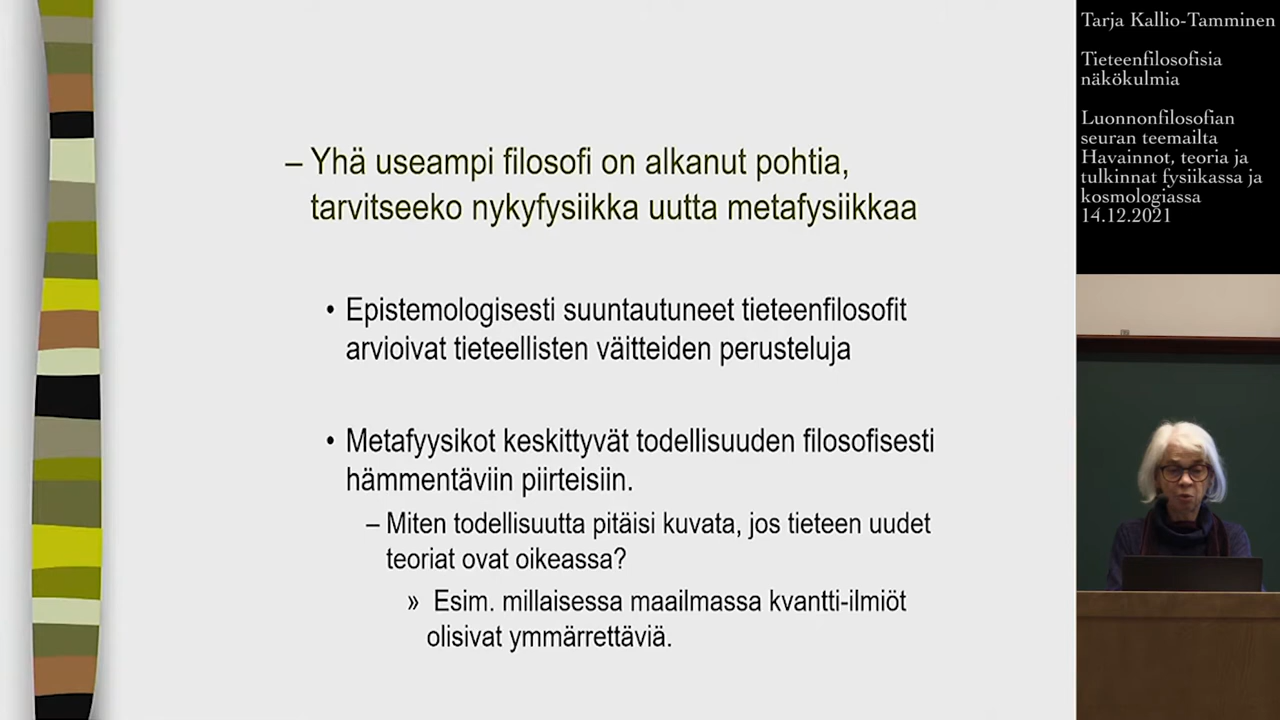 – Yhä useampi filosofi on alkanut pohtia,
tarvitseeko nykyfysiikka uutta metafysiikkaa
• Epistemologisesti suuntautuneet tieteenfilosofit
arvioivat tieteellisten väitteiden perusteluja
• Metafyysikot keskittyvät todellisuuden filosofisesti
hämmentäviin piirteisiin.
– Miten todellisuutta pitäisi kuvata, jos tieteen uudet
teoriat ovat oikeassa?
» Esim. millaisessa maailmassa kvantti-ilmiöt
olisivat ymmärrettäviä.
Tarja Kallio-Tamminen
Tieteenfilosofisia
näkökulmia
Luonnonfilosofian
seuran teemailta
Havainnot, teoria ja
tulkinnat fysiikassa ja
kosmologiassa
14.12.2021